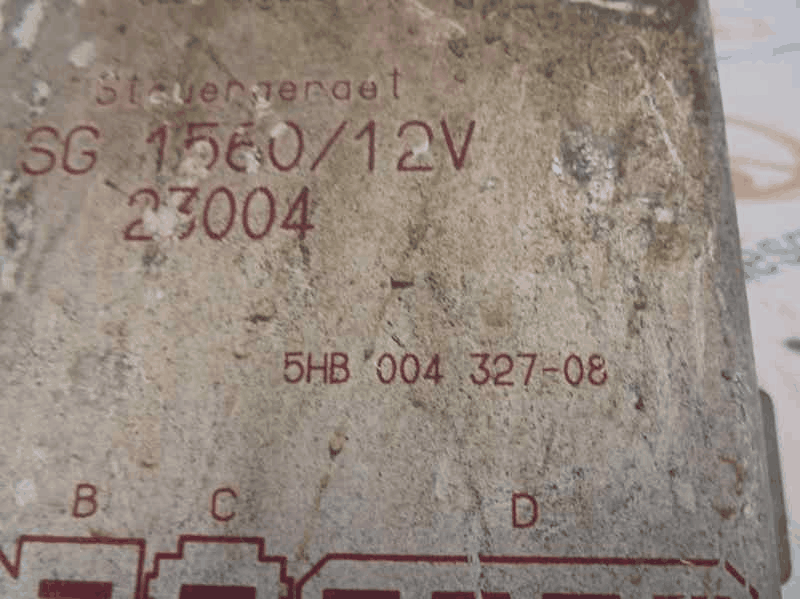 Steuergeraet
SG 1560/12V
23004
5HB 004 327-08
B C D